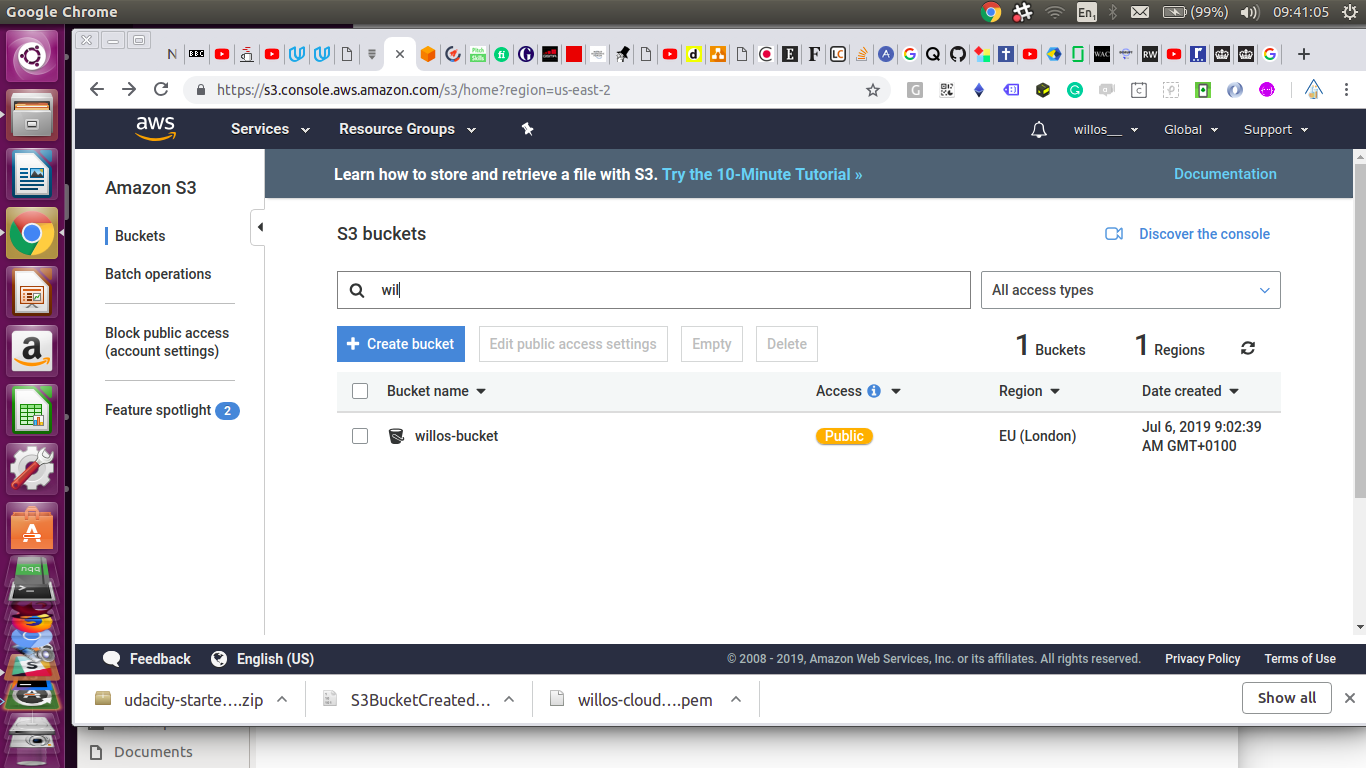 Google Chrome
En1
(99%)
09:41:05
N
BBC
https://s3.console.aws.amazon.com/s3/home?region=us-east-2
aws
Services
Resource Groups
willos__
Global
Support
Amazon S3
Buckets
Batch operations
Block public access
(account settings)
Feature spotlight 2
Learn how to store and retrieve a file with S3. Try the 10-Minute Tutorial »
Documentation
S3 buckets
Discover the console
wil
All access types
Create bucket
Edit public access settings
Empty
Delete
1 Buckets
1 Regions
Bucket name
Access
Region
Date created
willos-bucket
Public
EU (London)
Jul 6, 2019 9:02:39
AM GMT+0100
Feedback
English (US)
© 2008 - 2019, Amazon Web Services, Inc. or its affiliates. All rights reserved.
Privacy Policy
Terms of Use
udacity-starte....zip
S3BucketCreated...
willos-cloud....pem
Show all
Documents